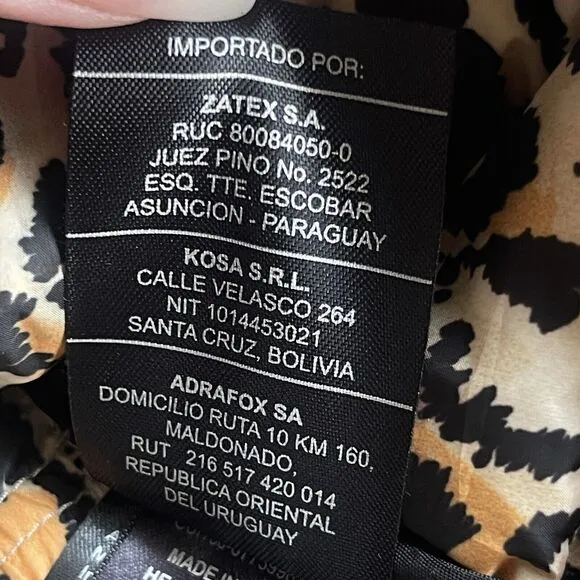 IMPORTADO POR:
ZATEX S.A.
RUC 80084050-0
JUEZ PINO No. 2522
ESQ. TTE. ESCOBAR
ASUNCION - PARAGUAY
KOSA S.R.L.
CALLE VELASCO 264
NIT 1014453021
SANTA CRUZ, BOLIVIA
ADRAFOX SA
DOMICILIO RUTA 10 KM 160,
MALDONADO,
RUT 216 517 420 014
REPUBLICA ORIENTAL
DEL URUGUAY
MADE IN